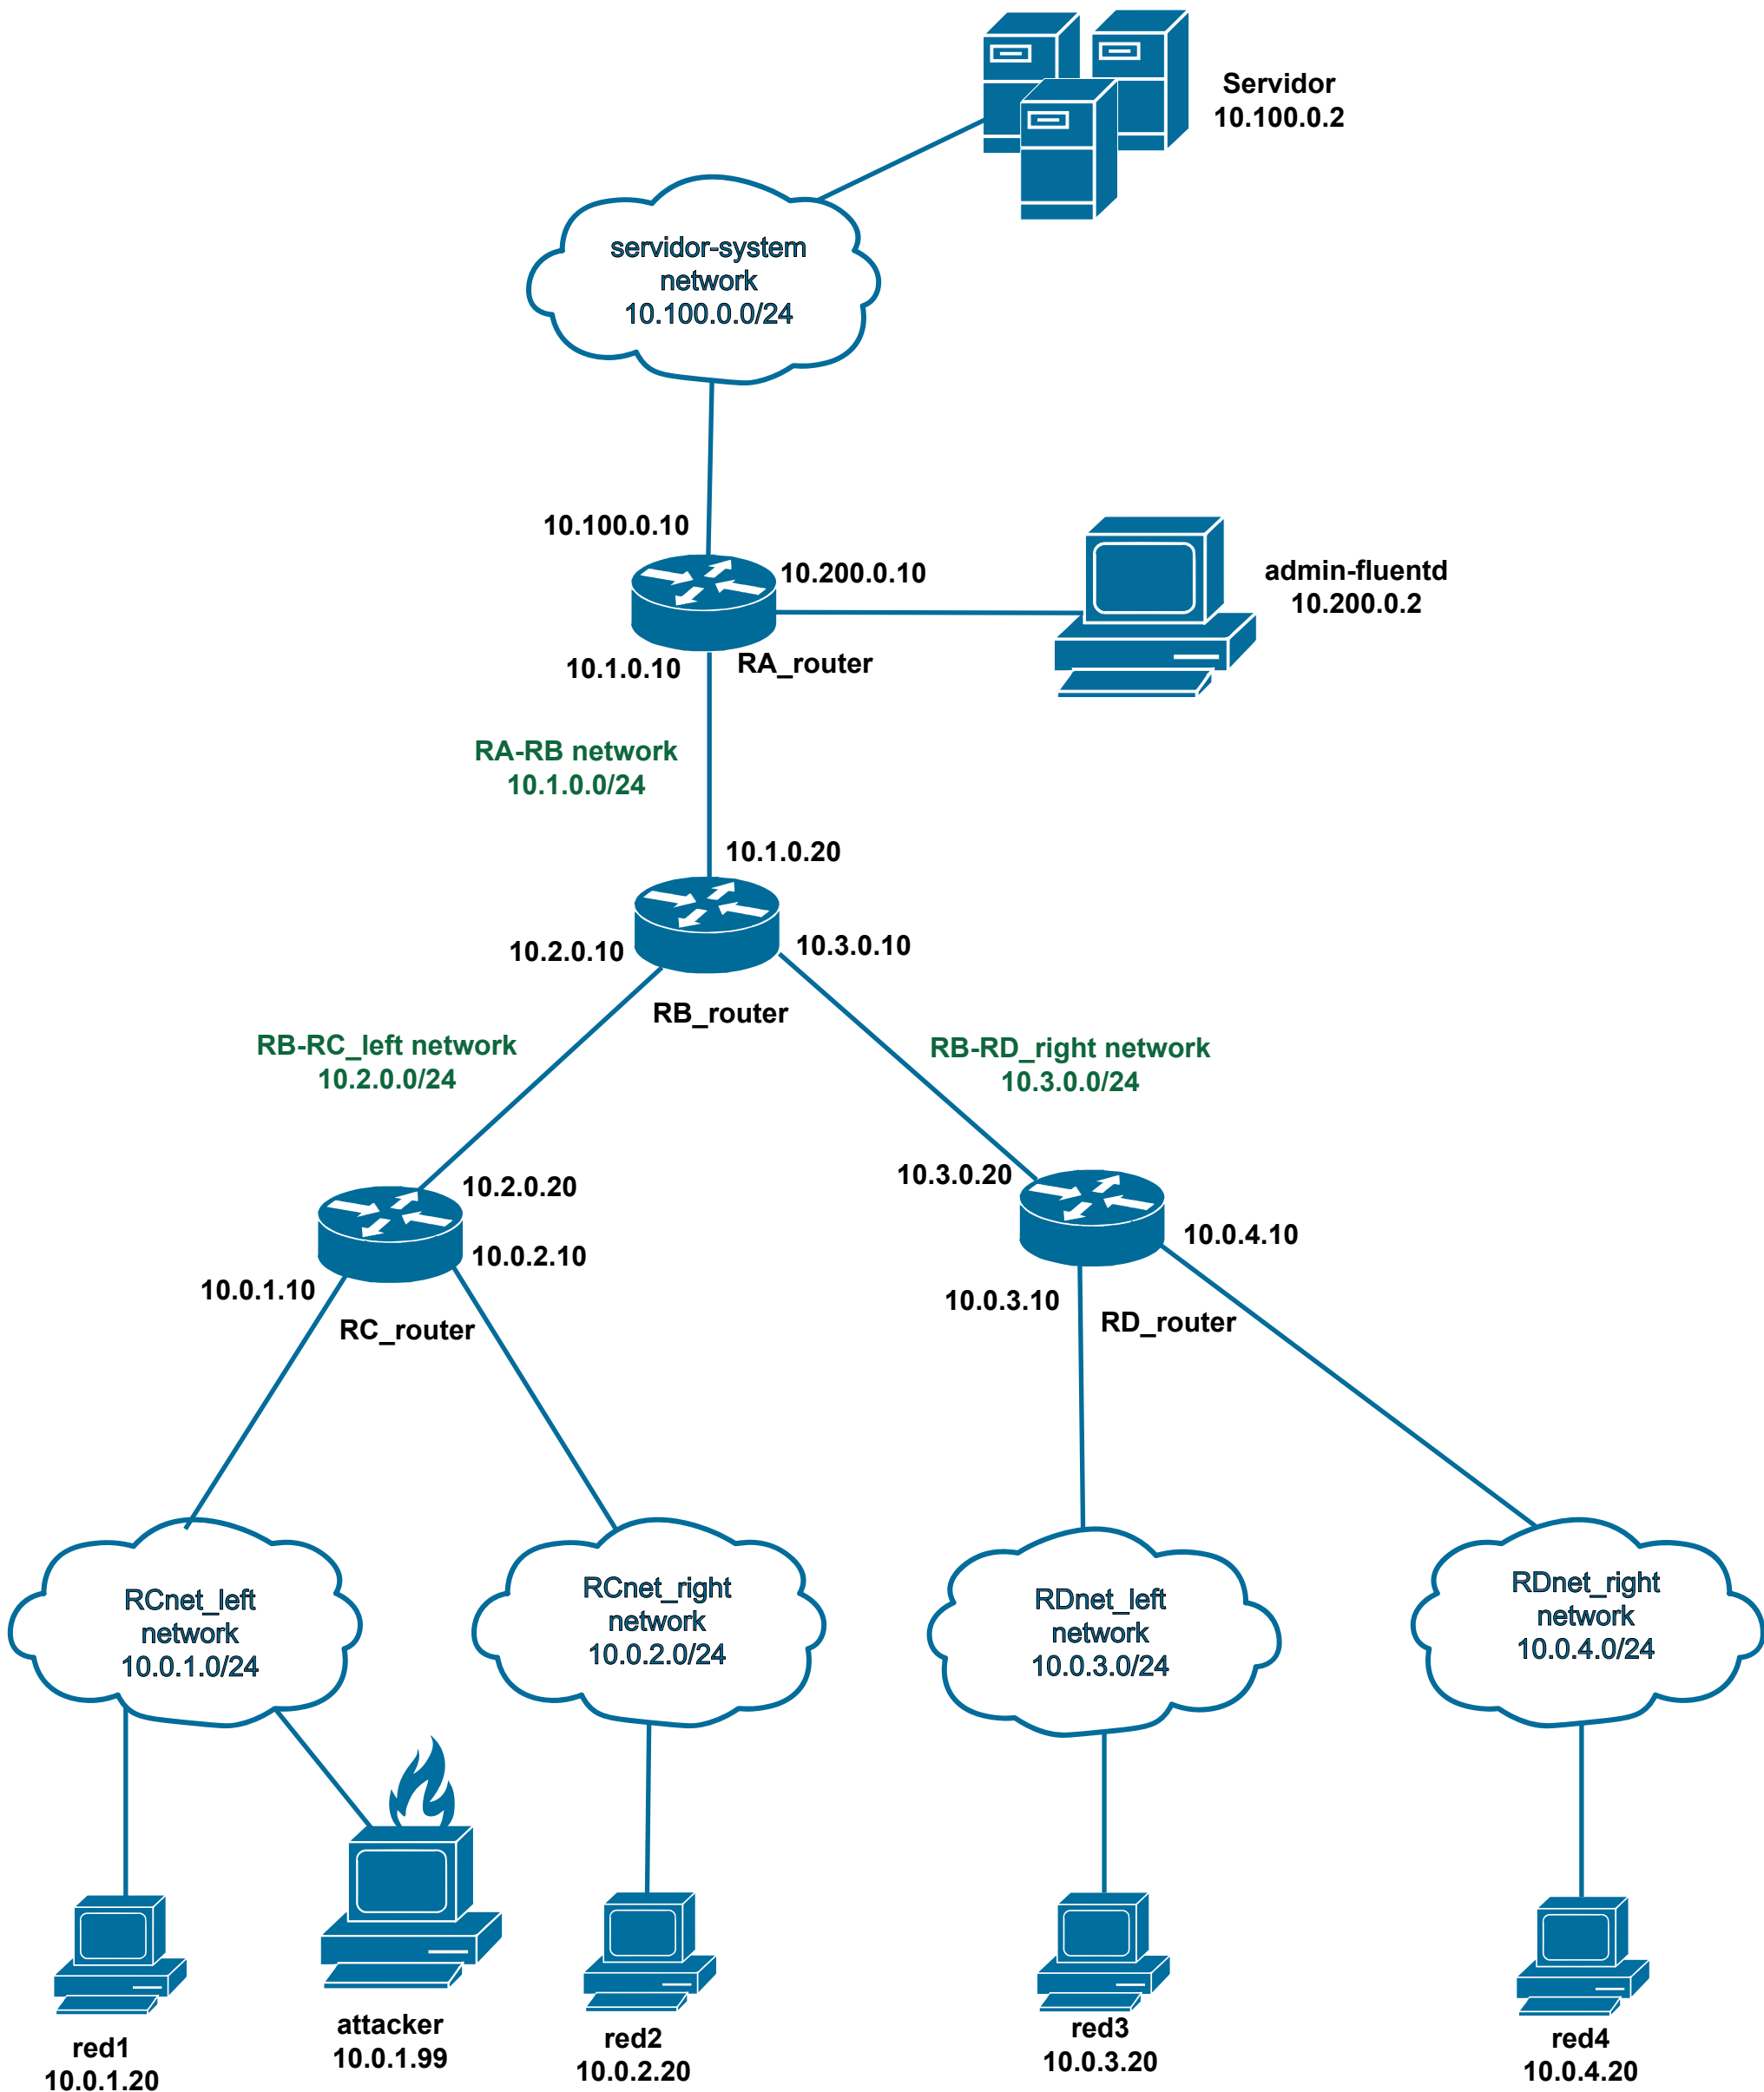 Servidor
10.100.0.2
servidor-system
network
10.100.0.0/24
10.100.0.10
10.200.0.10
admin-fluentd
10.200.0.2
10.1.0.10
RA_router
RA-RB network
10.1.0.0/24
10.1.0.20
10.2.0.10
10.3.0.10
RB_router
RB-RC_left network
10.2.0.0/24
RB-RD_right network
10.3.0.0/24
10.2.0.20
10.3.0.20
10.0.2.10
10.0.4.10
10.0.1.10
10.0.3.10
RC_router
RD_router
RCnet_left
network
10.0.1.0/24
RCnet_right
network
10.0.2.0/24
RDnet_left
network
10.0.3.0/24
RDnet_right
network
10.0.4.0/24
red1
10.0.1.20
attacker
10.0.1.99
red2
10.0.2.20
red3
10.0.3.20
red4
10.0.4.20